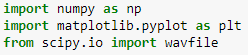 import numpy as np
import matplotlib.pyplot as plt
from scipy.io import wavfile